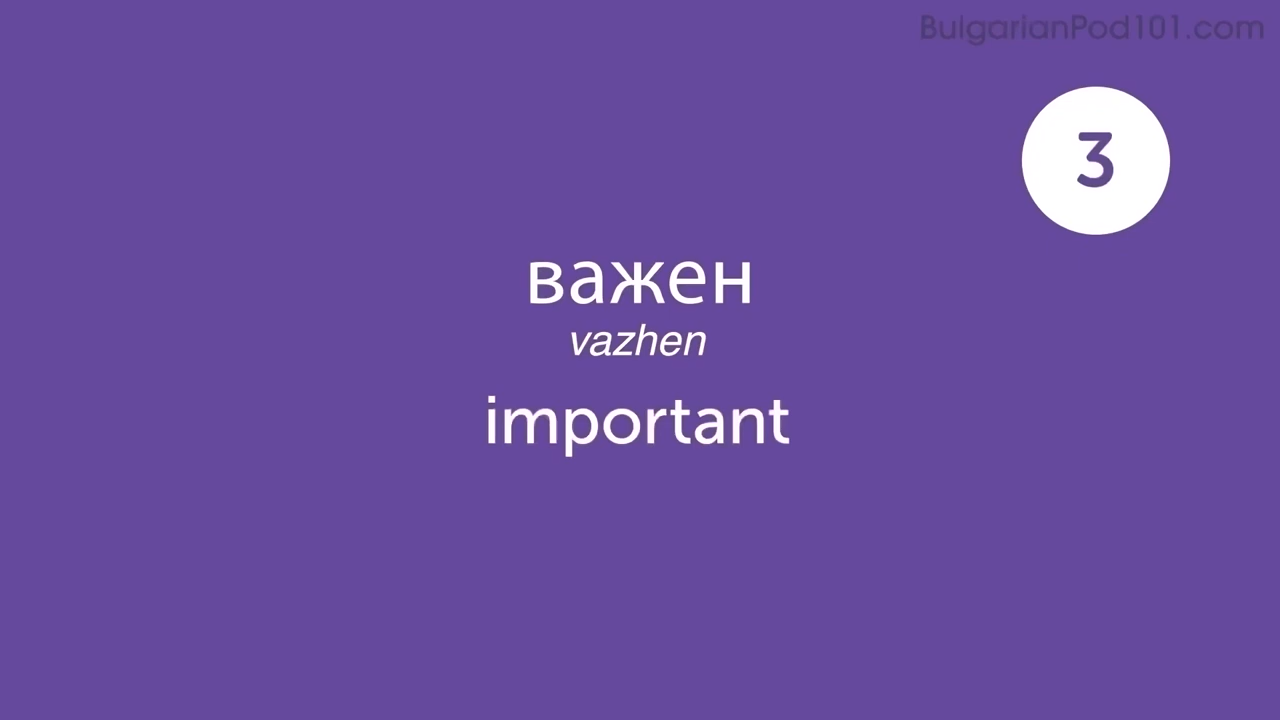 BulgarianPod101.com
3
важен
vazhen
important